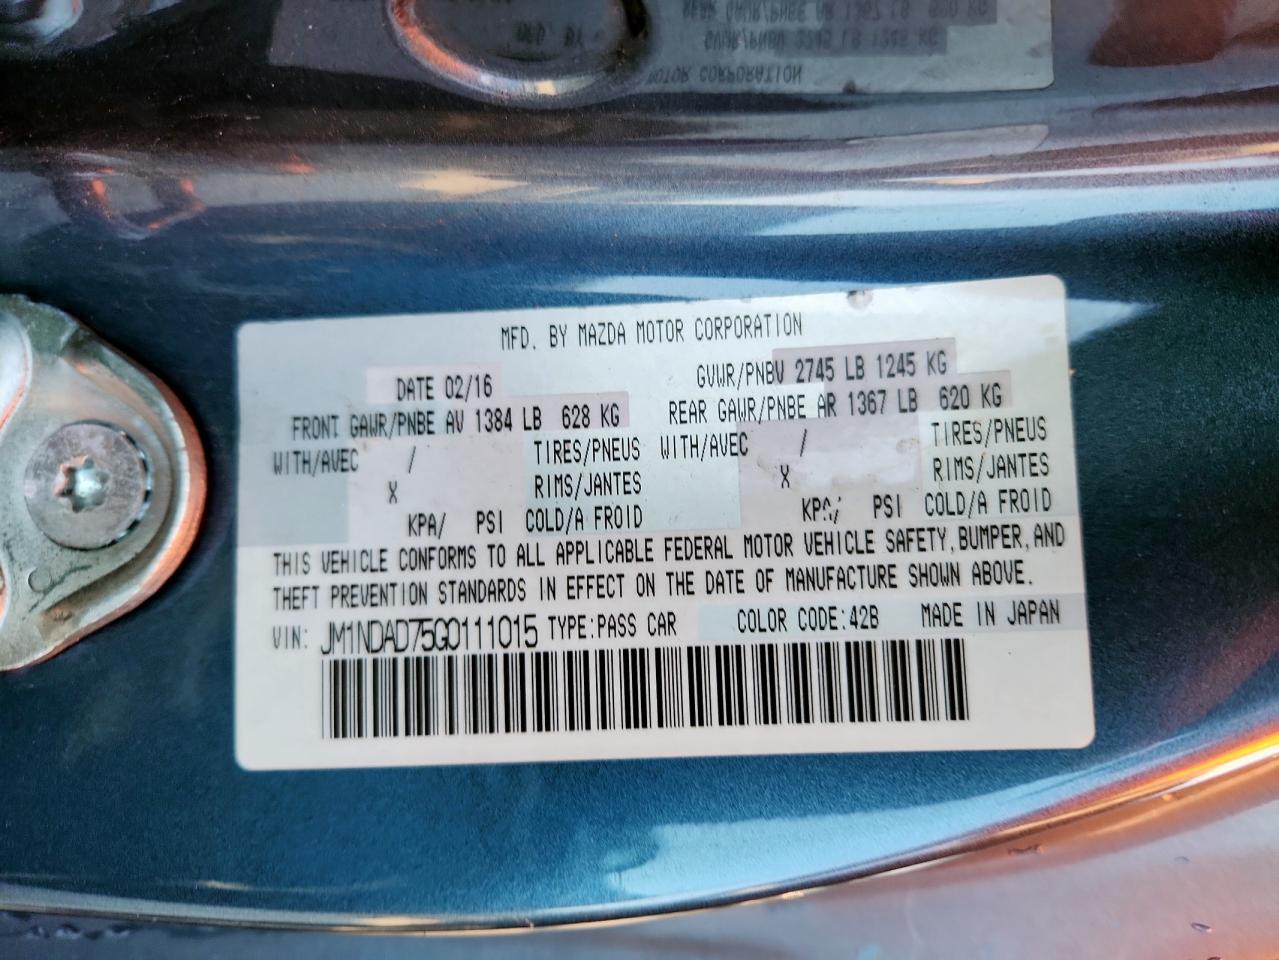 MFD. BY MAZDA MOTOR CORPORATION
DATE 02/16
GVWR/PNBV 2745 LB 1245 KG
FRONT GAWR/PNBE AV 1384 LB 628 KG
REAR GAWR/PNBE AR 1367 LB 620 KG
WITH/AVEC / TIRES/PNEUS WITH/AVEC / TIRES/PNEUS
X RIMS/JANTES X RIMS/JANTES
KPA/ PSI COLD/A FROID KPA/ PSI COLD/A FROID
THIS VEHICLE CONFORMS TO ALL APPLICABLE FEDERAL MOTOR VEHICLE SAFETY, BUMPER, AND
THEFT PREVENTION STANDARDS IN EFFECT ON THE DATE OF MANUFACTURE SHOWN ABOVE.
VIN: JM1NDAD75G0111015 TYPE:PASS CAR COLOR CODE:42B MADE IN JAPAN